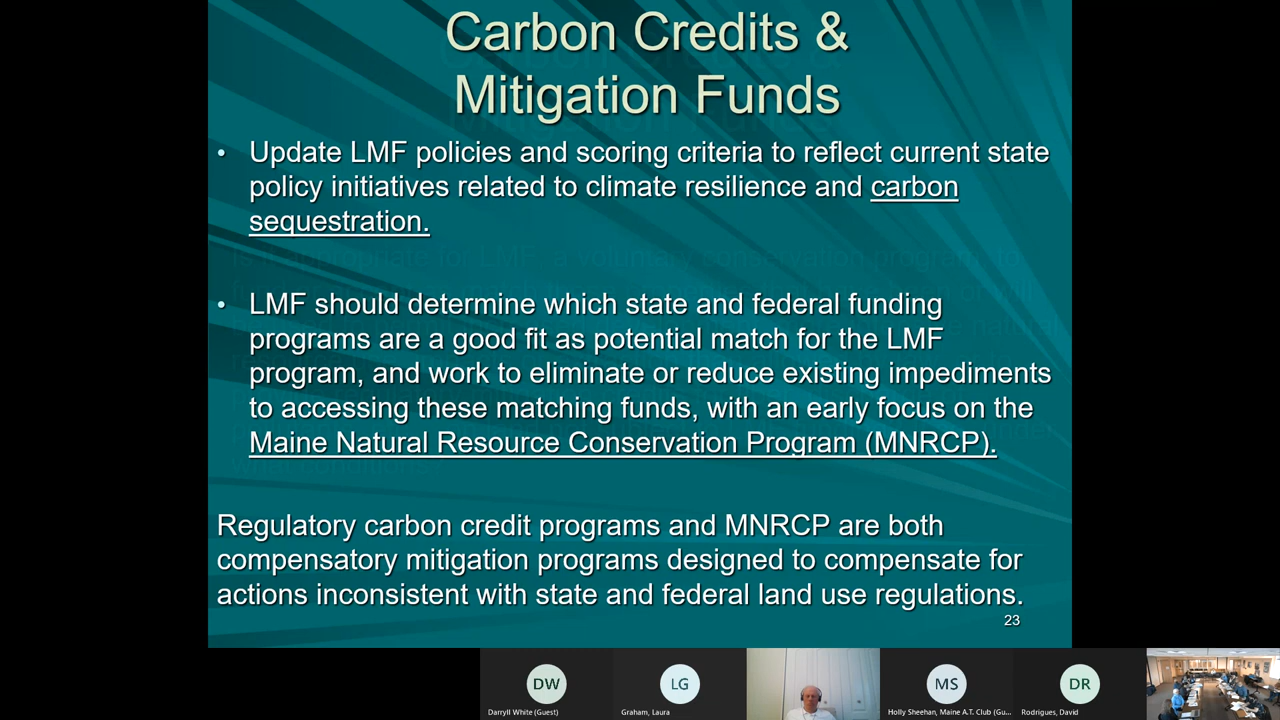 Carbon Credits &
Mitigation Funds
• Update LMF policies and scoring criteria to reflect current state
policy initiatives related to climate resilience and carbon
sequestration.
• LMF should determine which state and federal funding
programs are a good fit as potential match for the LMF
program, and work to eliminate or reduce existing impediments
to accessing these matching funds, with an early focus on the
Maine Natural Resource Conservation Program (MNRCP).
Regulatory carbon credit programs and MNRCP are both
compensatory mitigation programs designed to compensate for
actions inconsistent with state and federal land use regulations.
23
DW
LG
MS
DR
Darryll White (Guest)
Graham, Laura
Holly Sheehan, Maine A.T. Club (Gu...
Rodrigues, David